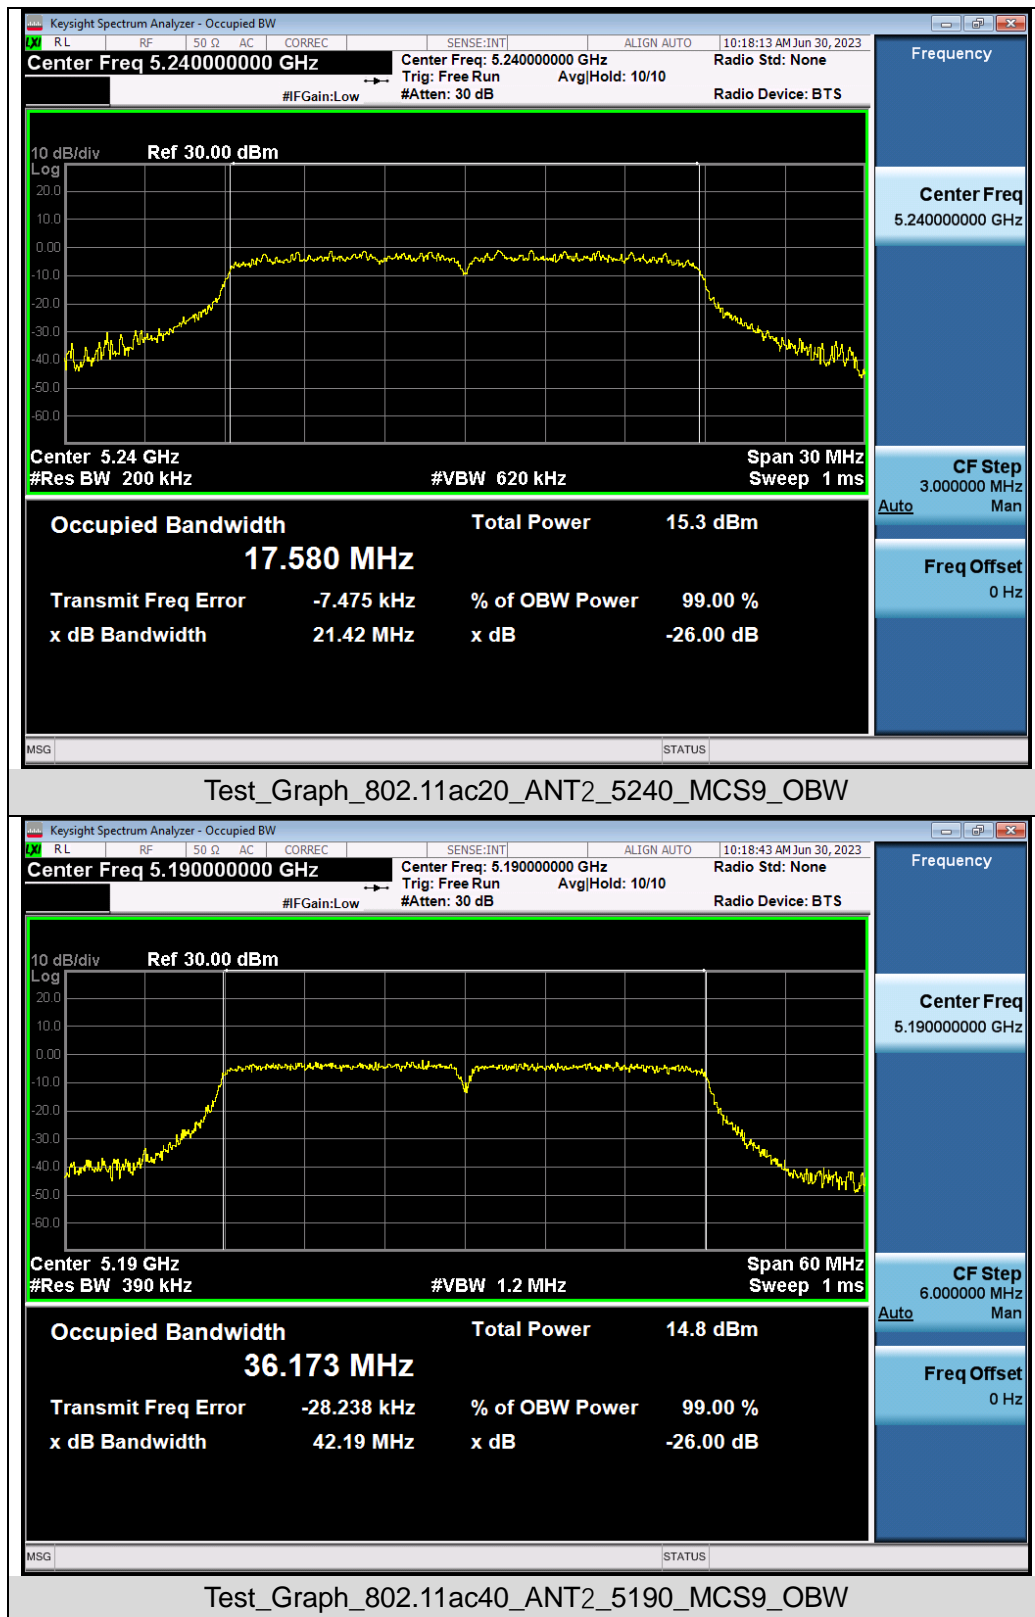 Keysight Spectrum Analyzer - Occupied BW
LXI RL RF 50 Ω AC CORREC SENSE:INT ALIGN AUTO 10:18:13 AM Jun 30, 2023
Center Freq 5.240000000 GHz Center Freq: 5.240000000 GHz Radio Std: None
Trig: Free Run Avg|Hold: 10/10
#IFGain:Low #Atten: 30 dB Radio Device: BTS
Frequency
10 dB/div Ref 30.00 dBm
Log
20.0
10.0
0.00
-10.0
-20.0
-30.0
-40.0
-50.0
-60.0
Center 5.24 GHz Span 30 MHz
#Res BW 200 kHz #VBW 620 kHz Sweep 1 ms
Center Freq
5.240000000 GHz
CF Step
3.000000 MHz
Auto Man
Freq Offset
0 Hz
Occupied Bandwidth Total Power 15.3 dBm
17.580 MHz
Transmit Freq Error -7.475 kHz % of OBW Power 99.00 %
x dB Bandwidth 21.42 MHz x dB -26.00 dB
MSG STATUS
Test_Graph_802.11ac20_ANT2_5240_MCS9_OBW
Keysight Spectrum Analyzer - Occupied BW
LXI RL RF 50 Ω AC CORREC SENSE:INT ALIGN AUTO 10:18:43 AM Jun 30, 2023
Center Freq 5.190000000 GHz Center Freq: 5.190000000 GHz Radio Std: None
Trig: Free Run Avg|Hold: 10/10
#IFGain:Low #Atten: 30 dB Radio Device: BTS
Frequency
10 dB/div Ref 30.00 dBm
Log
20.0
10.0
0.00
-10.0
-20.0
-30.0
-40.0
-50.0
-60.0
Center 5.19 GHz Span 60 MHz
#Res BW 390 kHz #VBW 1.2 MHz Sweep 1 ms
Center Freq
5.190000000 GHz
CF Step
6.000000 MHz
Auto Man
Freq Offset
0 Hz
Occupied Bandwidth Total Power 14.8 dBm
36.173 MHz
Transmit Freq Error -28.238 kHz % of OBW Power 99.00 %
x dB Bandwidth 42.19 MHz x dB -26.00 dB
MSG STATUS
Test_Graph_802.11ac40_ANT2_5190_MCS9_OBW